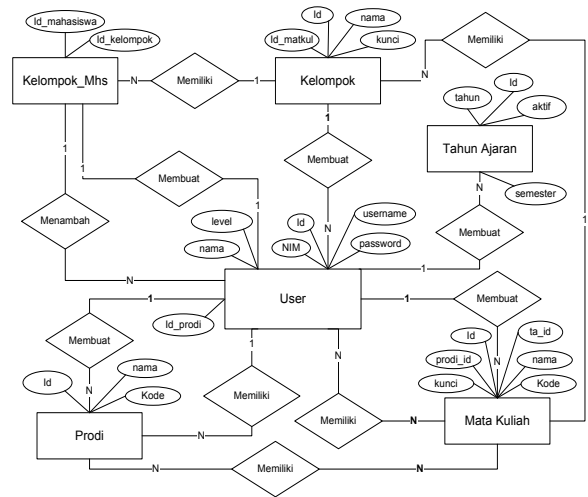 Id_mahasiswa
Id_kelompok
Kelompok_Mhs
N
Memiliki
1
Id
nama
Id_matkul
kunci
Kelompok
N
Memiliki
1
Id
tahun
aktif
Tahun Ajaran
semester
N
Membuat
1
1
Membuat
N
1
Menambah
N
1
Membuat
1
level
nama
Id
username
NIM
password
User
Id_prodi
1
Membuat
N
Id
nama
Kode
Prodi
1
Memiliki
N
N
Memiliki
N
1
Membuat
N
Id
ta_id
prodi_id
nama
kunci
Kode
Mata Kuliah
N
Memiliki
N